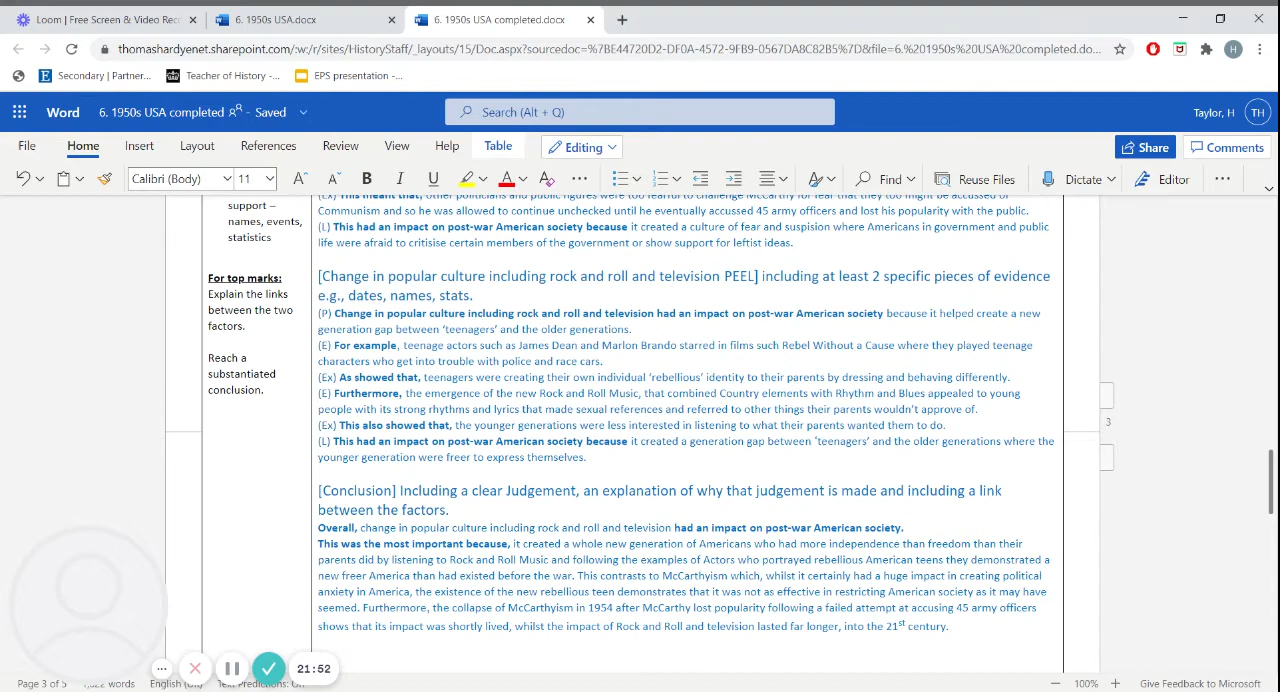 Loom | Free Screen & Video Rec
6. 1950s USA.docx
6. 1950s USA completed.docx
thomashardyenet.sharepoint.com/:w:/r/sites/HistoryStaff/_layouts/15/Doc.aspx?sourcedoc=%7BE44720D2-DF0A-4572-9FB9-0567DA8C82B5%7D&file=6.%201950s%20USA%20completed.do...
H
Secondary | Partner...
Teacher of History -...
EPS presentation -...
Word
6. 1950s USA completed - Saved
Search (Alt + Q)
Taylor, H
TH
File
Home
Insert
Layout
References
Review
View
Help
Table
Editing
Share
Comments
Calibri (Body)
11
Find
Reuse Files
Dictate
Editor
support –
names, events,
statistics
For top marks:
Explain the links
between the two
factors.
Reach a
substantiated
conclusion.
(Ex) This meant that, other politicians and public figures were too fearful to challenge McCarthy for fear that they too might be accused of
Communism and so he was allowed to continue unchecked until he eventually accussed 45 army officers and lost his popularity with the public.
(L) This had an impact on post-war American society because it created a culture of fear and suspision where Americans in government and public
life were afraid to critisise certain members of the government or show support for leftist ideas.
[Change in popular culture including rock and roll and television PEEL] including at least 2 specific pieces of evidence
e.g., dates, names, stats.
(P) Change in popular culture including rock and roll and television had an impact on post-war American society because it helped create a new
generation gap between ‘teenagers’ and the older generations.
(E) For example, teenage actors such as James Dean and Marlon Brando starred in films such Rebel Without a Cause where they played teenage
characters who get into trouble with police and race cars.
(Ex) As showed that, teenagers were creating their own individual ‘rebellious’ identity to their parents by dressing and behaving differently.
(E) Furthermore, the emergence of the new Rock and Roll Music, that combined Country elements with Rhythm and Blues appealed to young
people with its strong rhythms and lyrics that made sexual references and referred to other things their parents wouldn’t approve of.
(Ex) This also showed that, the younger generations were less interested in listening to what their parents wanted them to do.
(L) This had an impact on post-war American society because it created a generation gap between ‘teenagers’ and the older generations where the
younger generation were freer to express themselves.
[Conclusion] Including a clear Judgement, an explanation of why that judgement is made and including a link
between the factors.
Overall, change in popular culture including rock and roll and television had an impact on post-war American society.
This was the most important because, it created a whole new generation of Americans who had more independence than freedom than their
parents did by listening to Rock and Roll Music and following the examples of Actors who portrayed rebellious American teens they demonstrated a
new freer America than had existed before the war. This contrasts to McCarthyism which, whilst it certainly had a huge impact in creating political
anxiety in America, the existence of the new rebellious teen demonstrates that it was not as effective in restricting American society as it may have
seemed. Furthermore, the collapse of McCarthyism in 1954 after McCarthy lost popularity following a failed attempt at accusing 45 army officers
shows that its impact was shortly lived, whilst the impact of Rock and Roll and television lasted far longer, into the 21st century.
3
21:52
Page 3 of 5
words
English
Text Predictions: On
100%
Give Feedback to Microsoft